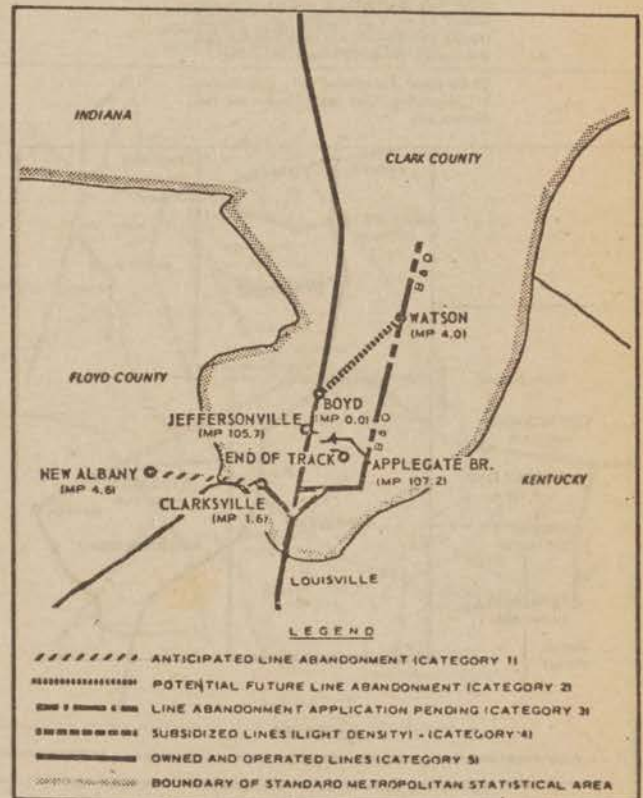 INDIANA
CLARK COUNTY
B & O
WATSON
(MP 4.0)
FLOYD COUNTY
BOYD
(MP 0.0)
JEFFERSONVILLE
(MP 105.7)
B & O
END OF TRACK
APPLEGATE BR.
(MP 107.2)
NEW ALBANY
(MP 4.6)
KENTUCKY
CLARKSVILLE
(MP 1.6)
LOUISVILLE
LEGEND
ANTICIPATED LINE ABANDONMENT (CATEGORY 1)
POTENTIAL FUTURE LINE ABANDONMENT (CATEGORY 2)
LINE ABANDONMENT APPLICATION PENDING (CATEGORY 3)
SUBSIDIZED LINES (LIGHT DENSITY) - (CATEGORY 4)
OWNED AND OPERATED LINES (CATEGORY 5)
BOUNDARY OF STANDARD METROPOLITAN STATISTICAL AREA